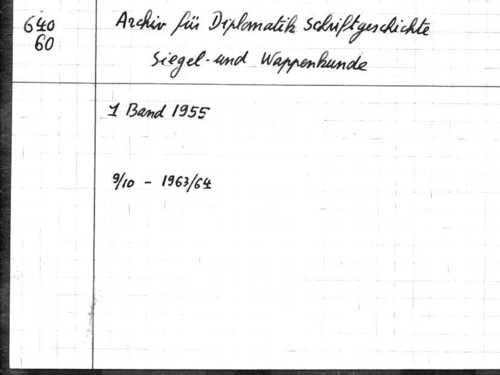 640 Archiv für Diplomatik Schriftgeschichte
60 Siegel- und Wappenkunde
1 Band 1955
9/10 - 1963/64